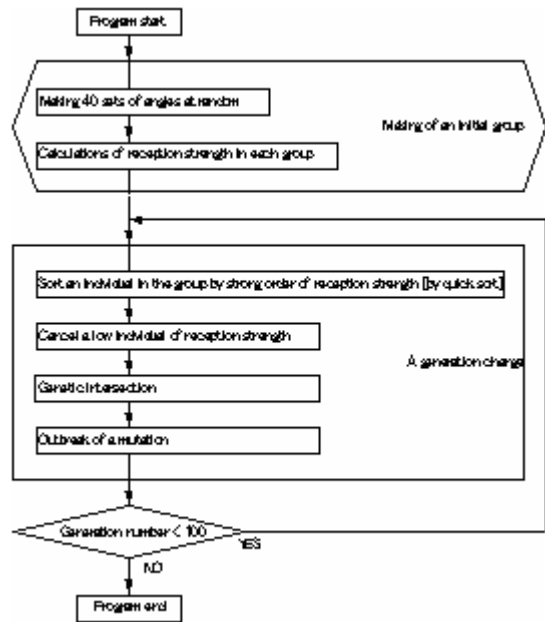 Program start
Making 40 sets of angles at random
Making of an initial group
Calculations of reception strength in each group
Sort an individual in the group by strong order of reception strength [by quick sort.]
Cancel a low individual of reception strength
A generation change
Genetic intersection
Outbreak of a mutation
Generation number < 100
YES
NO
Program end